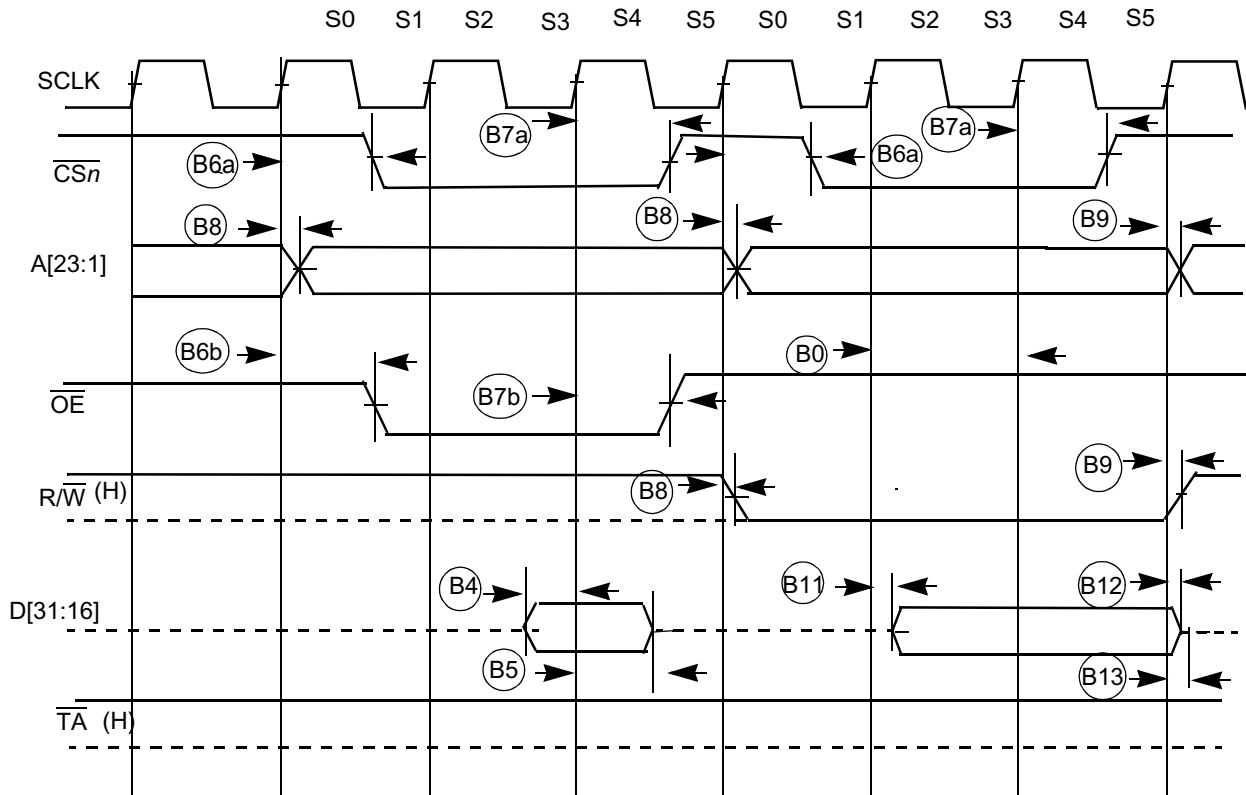 S0 S1 S2 S3 S4 S5 S0 S1 S2 S3 S4 S5
SCLK
B7a B7a
CSn B6a B6a
B8 B8 B9
A[23:1]
B6b B0
OE B7b
R/W (H) B8 B9
B4 B11 B12
D[31:16]
B5 B13
TA (H)